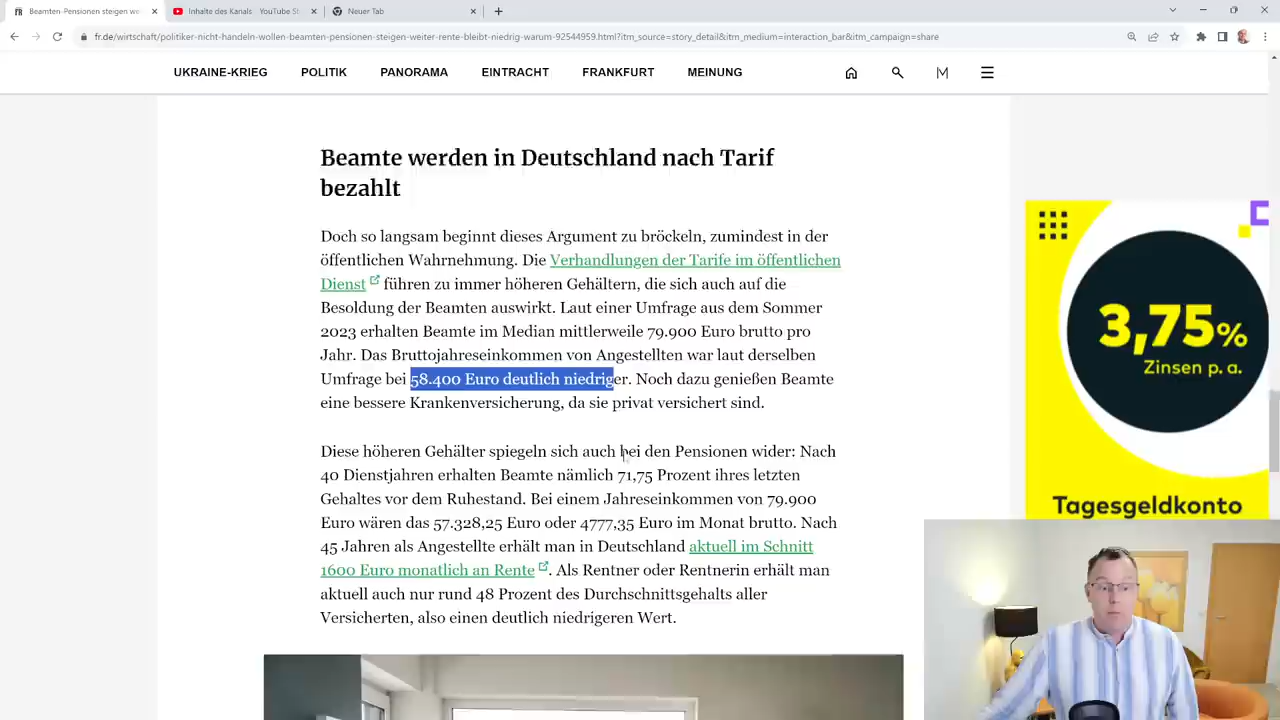 Beamten-Pensionen steigen we
Inhalte des Kanals - YouTube St
Neuer Tab
fr.de/wirtschaft/politiker-nicht-handeln-wollen-beamten-pensionen-steigen-weiter-rente-bleibt-niedrig-warum-92544959.html?itm_source=story_detail&itm_medium=interaction_bar&itm_campaign=share
UKRAINE-KRIEG POLITIK PANORAMA EINTRACHT FRANKFURT MEINUNG
Beamte werden in Deutschland nach Tarif
bezahlt
Doch so langsam beginnt dieses Argument zu bröckeln, zumindest in der
öffentlichen Wahrnehmung. Die Verhandlungen der Tarife im öffentlichen
Dienst führen zu immer höheren Gehältern, die sich auch auf die
Besoldung der Beamten auswirkt. Laut einer Umfrage aus dem Sommer
2023 erhalten Beamte im Median mittlerweile 79.900 Euro brutto pro
Jahr. Das Bruttojahreseinkommen von Angestellten war laut derselben
Umfrage bei 58.400 Euro deutlich niedriger. Noch dazu genießen Beamte
eine bessere Krankenversicherung, da sie privat versichert sind.
Diese höheren Gehälter spiegeln sich auch bei den Pensionen wider: Nach
40 Dienstjahren erhalten Beamte nämlich 71,75 Prozent ihres letzten
Gehaltes vor dem Ruhestand. Bei einem Jahreseinkommen von 79.900
Euro wären das 57.328,25 Euro oder 4777,35 Euro im Monat brutto. Nach
45 Jahren als Angestellte erhält man in Deutschland aktuell im Schnitt
1600 Euro monatlich an Rente. Als Rentner oder Rentnerin erhält man
aktuell auch nur rund 48 Prozent des Durchschnittsgehalts aller
Versicherten, also einen deutlich niedrigeren Wert.
3,75%
Zinsen p. a.
Tagesgeldkonto